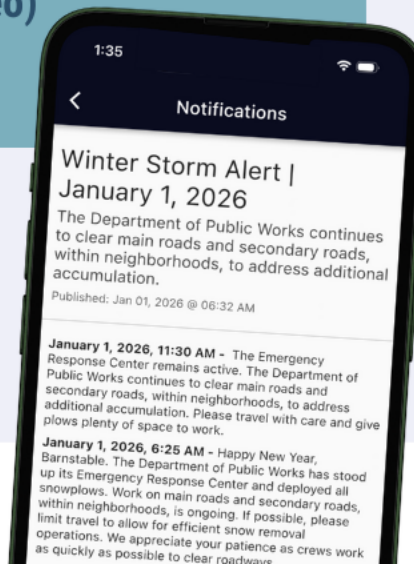 1:35
Notifications
Winter Storm Alert |
January 1, 2026
The Department of Public Works continues
to clear main roads and secondary roads,
within neighborhoods, to address additional
accumulation.
Published: Jan 01, 2026 @ 06:32 AM
January 1, 2026, 11:30 AM - The Emergency
Response Center remains active. The Department of
Public Works continues to clear main roads and
secondary roads, within neighborhoods, to address
additional accumulation. Please travel with care and give
plows plenty of space to work.
January 1, 2026, 6:25 AM - Happy New Year,
Barnstable. The Department of Public Works has stood
up its Emergency Response Center and deployed all
snowplows. Work on main roads and secondary roads,
within neighborhoods, is ongoing. If possible, please
limit travel to allow for efficient snow removal
operations. We appreciate your patience as crews work
as quickly as possible to clear roadways